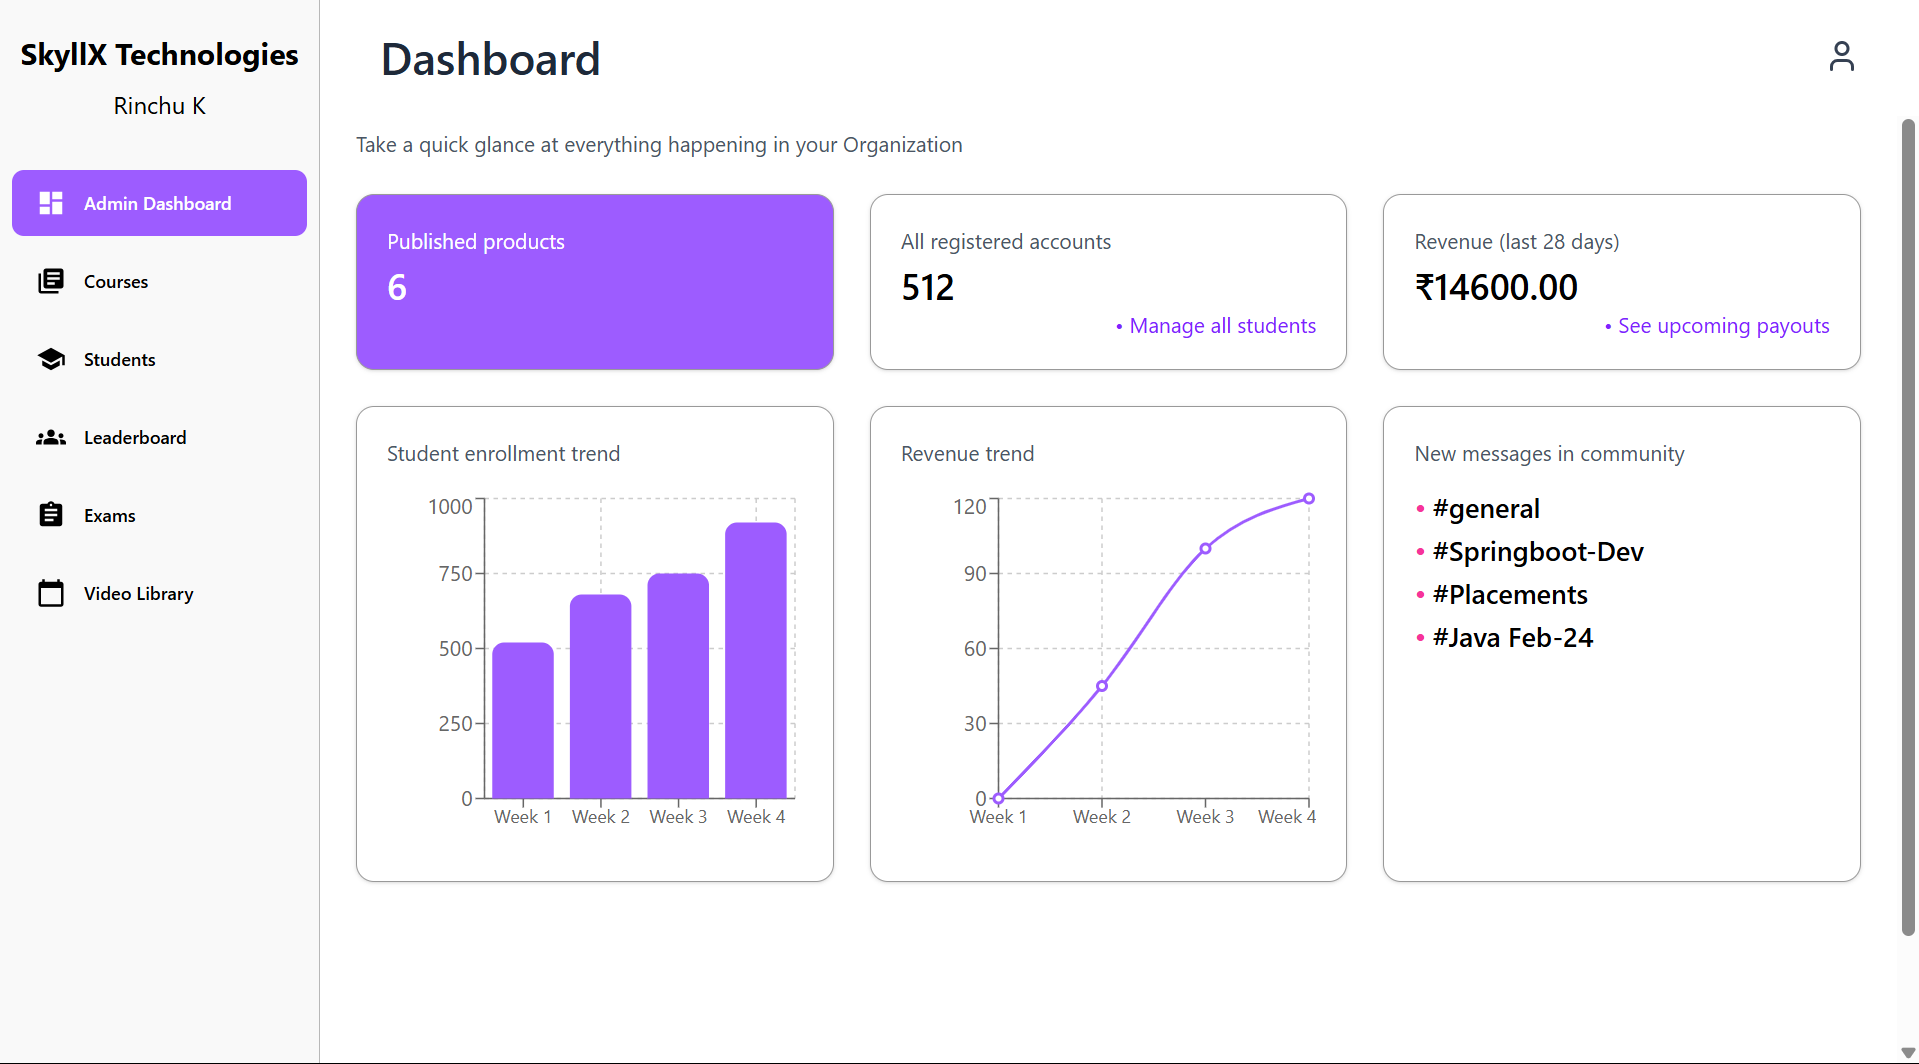 SkyllX Technologies
Rinchu K
Admin Dashboard
Courses
Students
Leaderboard
Exams
Video Library
Dashboard
Take a quick glance at everything happening in your Organization
Published products
6
All registered accounts
512
• Manage all students
Revenue (last 28 days)
₹14600.00
• See upcoming payouts
Student enrollment trend
1000
750
500
250
0
Week 1 Week 2 Week 3 Week 4
Revenue trend
120
90
60
30
0
Week 1 Week 2 Week 3 Week 4
New messages in community
• #general
• #Springboot-Dev
• #Placements
• #Java Feb-24